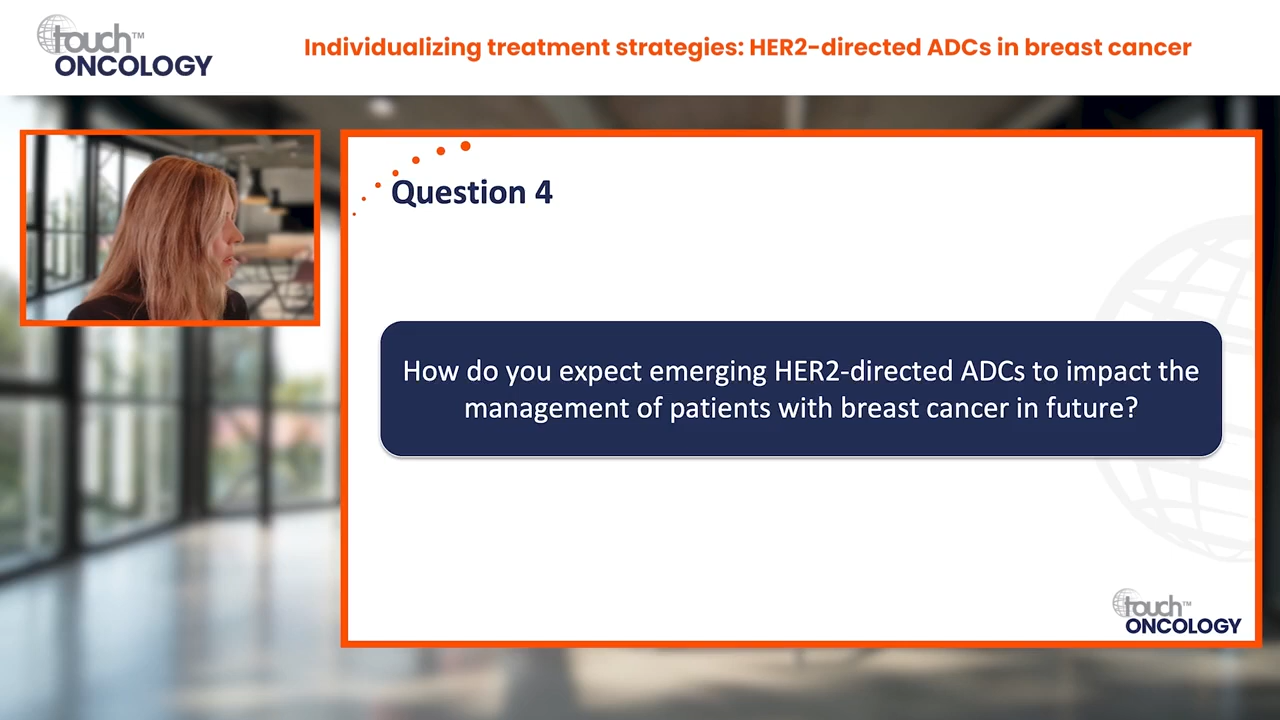 touch™
ONCOLOGY
Individualizing treatment strategies: HER2-directed ADCs in breast cancer
Question 4
How do you expect emerging HER2-directed ADCs to impact the
management of patients with breast cancer in future?
touch™
ONCOLOGY